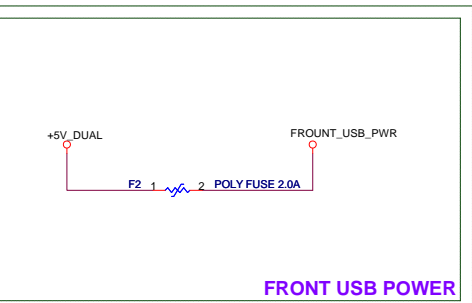 +5V_DUAL
FROUNT_USB_PWR
F2 1 2 POLY FUSE 2.0A
FRONT USB POWER